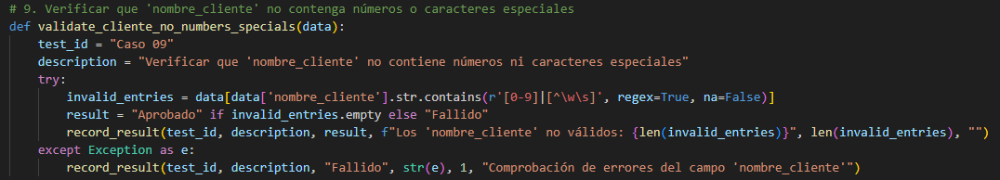 # 9. Verificar que 'nombre_cliente' no contenga números o caracteres especiales
def validate_cliente_no_numbers_specials(data):
    test_id = "Caso 09"
    description = "Verificar que 'nombre_cliente' no contiene números ni caracteres especiales"
    try:
        invalid_entries = data[data['nombre_cliente'].str.contains(r'[0-9]|[^\w\s]', regex=True, na=False)]
        result = "Aprobado" if invalid_entries.empty else "Fallido"
        record_result(test_id, description, result, f"Los 'nombre_cliente' no válidos: {len(invalid_entries)}", len(invalid_entries), "")
    except Exception as e:
        record_result(test_id, description, "Fallido", str(e), 1, "Comprobación de errores del campo 'nombre_cliente'")